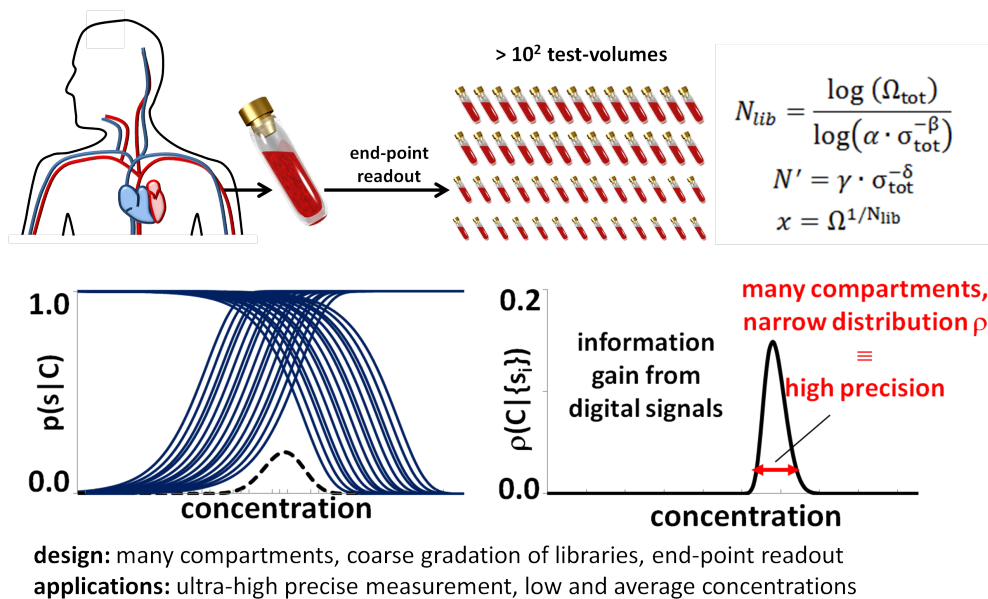 > 10² test-volumes
end-point
readout
N_lib = log (Ω_tot) / log(α · σ_tot^−β)
N′ = γ · σ_tot^−δ
x = Ω^1/N_lib
1.0
0.0
p(s|C)
concentration
0.2
0.0
ρ(C|{s_i})
information
gain from
digital signals
many compartments,
narrow distribution ρ
≡
high precision
concentration
design: many compartments, coarse gradation of libraries, end-point readout
applications: ultra-high precise measurement, low and average concentrations